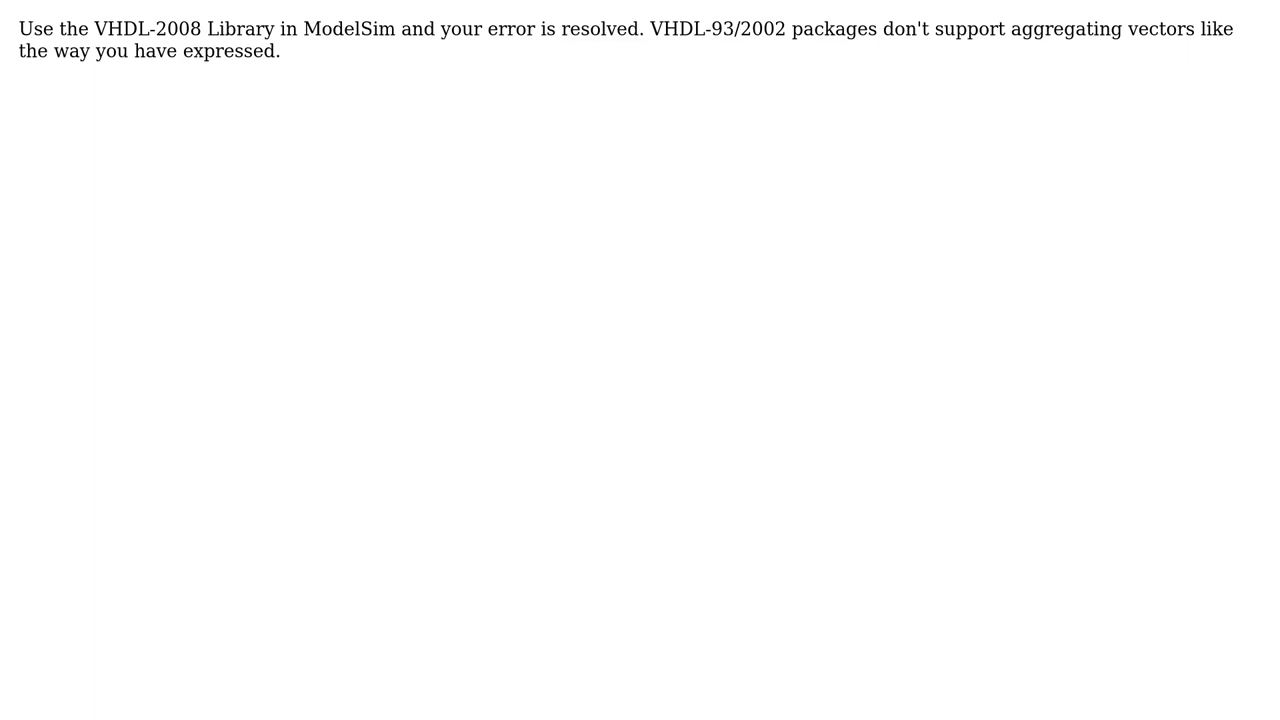 Use the VHDL-2008 Library in ModelSim and your error is resolved. VHDL-93/2002 packages don't support aggregating vectors like
the way you have expressed.